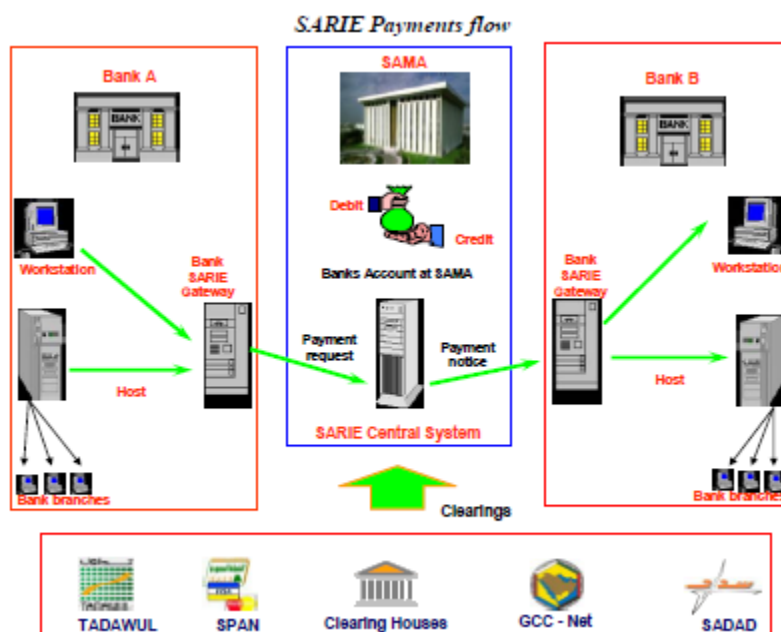 SARIE Payments flow
Bank A
BANK
Workstation
Bank
SARIE
Gateway
Host
Bank branches
SAMA
Debit
Credit
Banks Account at SAMA
Payment
request
Payment
notice
SARIE Central System
Bank B
BANK
Bank
SARIE
Gateway
Workstation
Host
Bank branches
Clearings
TADAWUL
SPAN
Clearing Houses
GCC - Net
SADAD